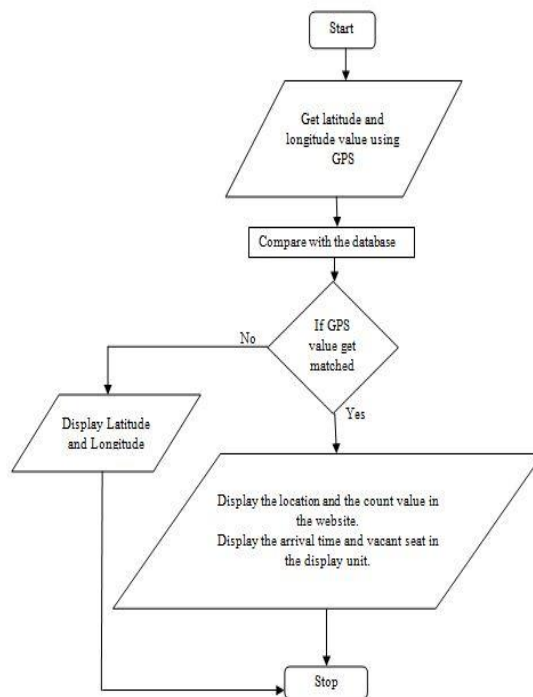 Start
Get latitude and
longitude value using
GPS
Compare with the database
If GPS
value get
matched
No
Yes
Display Latitude
and Longitude
Display the location and the count value in
the website.
Display the arrival time and vacant seat in
the display unit.
Stop